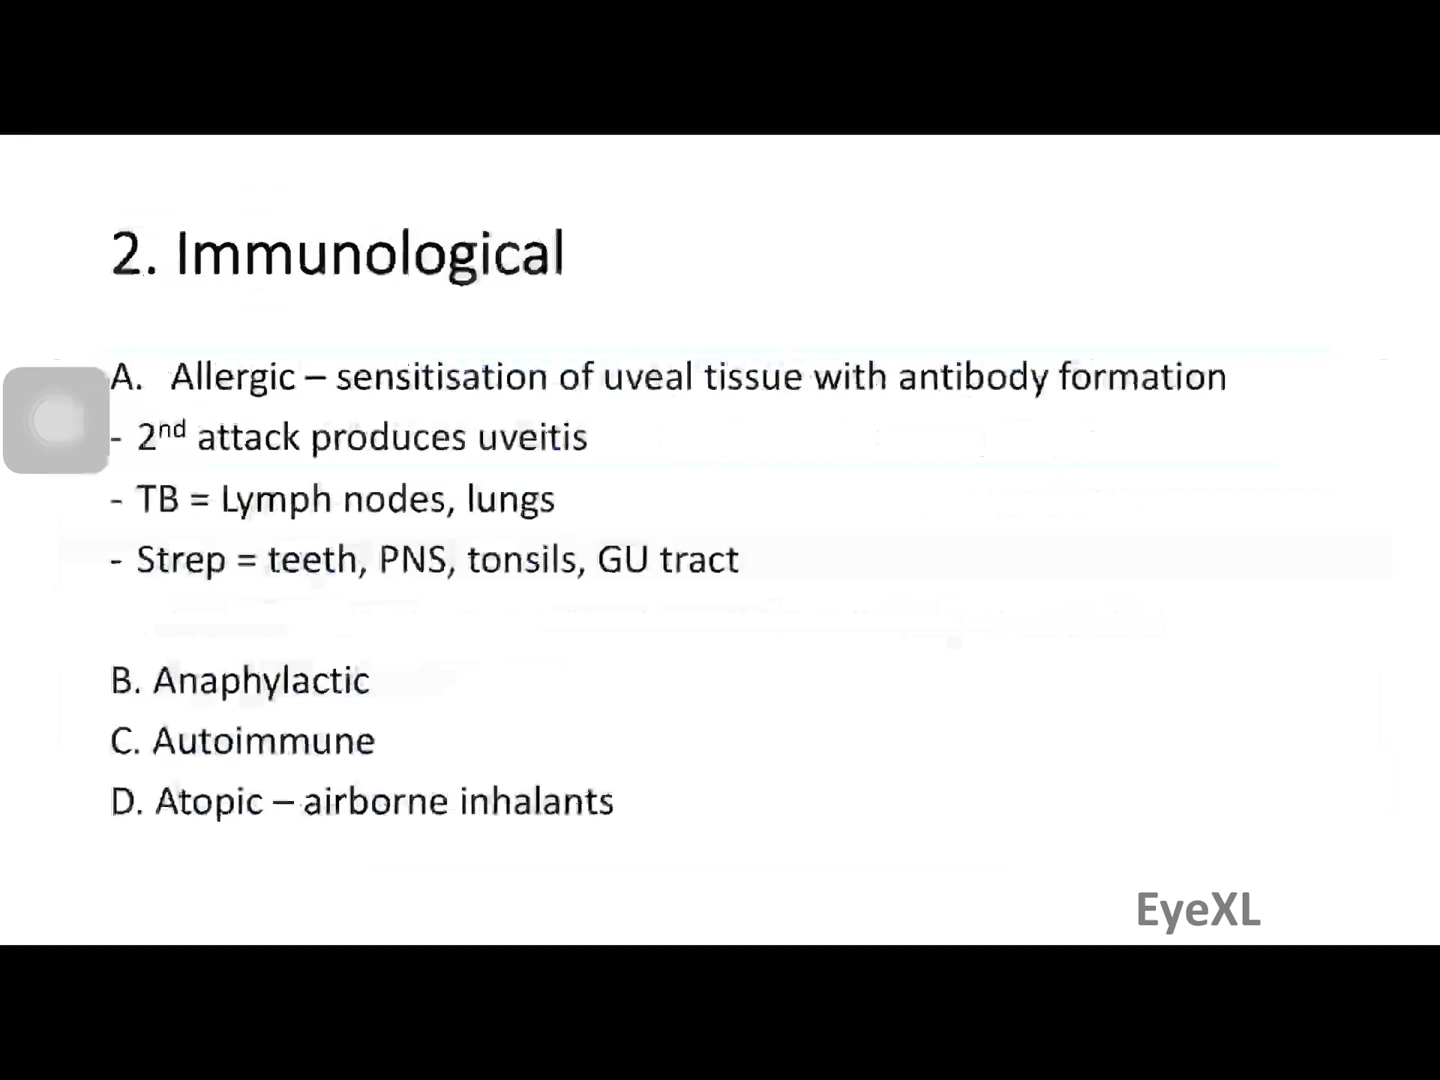 2. Immunological
A. Allergic – sensitisation of uveal tissue with antibody formation
- 2nd attack produces uveitis
- TB = Lymph nodes, lungs
- Strep = teeth, PNS, tonsils, GU tract
B. Anaphylactic
C. Autoimmune
D. Atopic – airborne inhalants
EyeXL